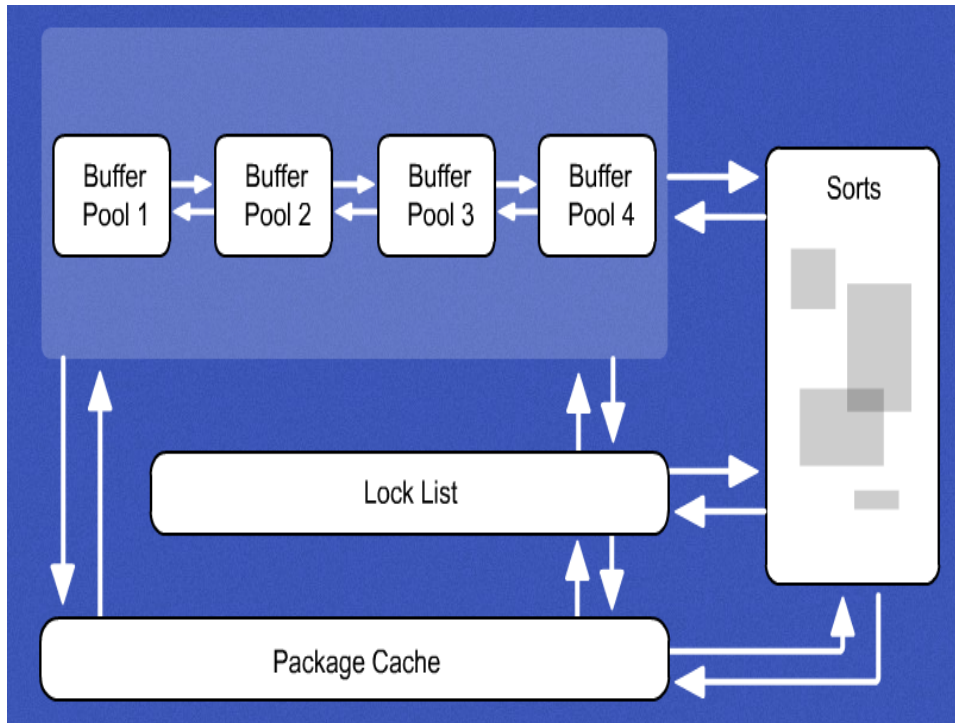 Buffer
Pool 1
Buffer
Pool 2
Buffer
Pool 3
Buffer
Pool 4
Sorts
Lock List
Package Cache